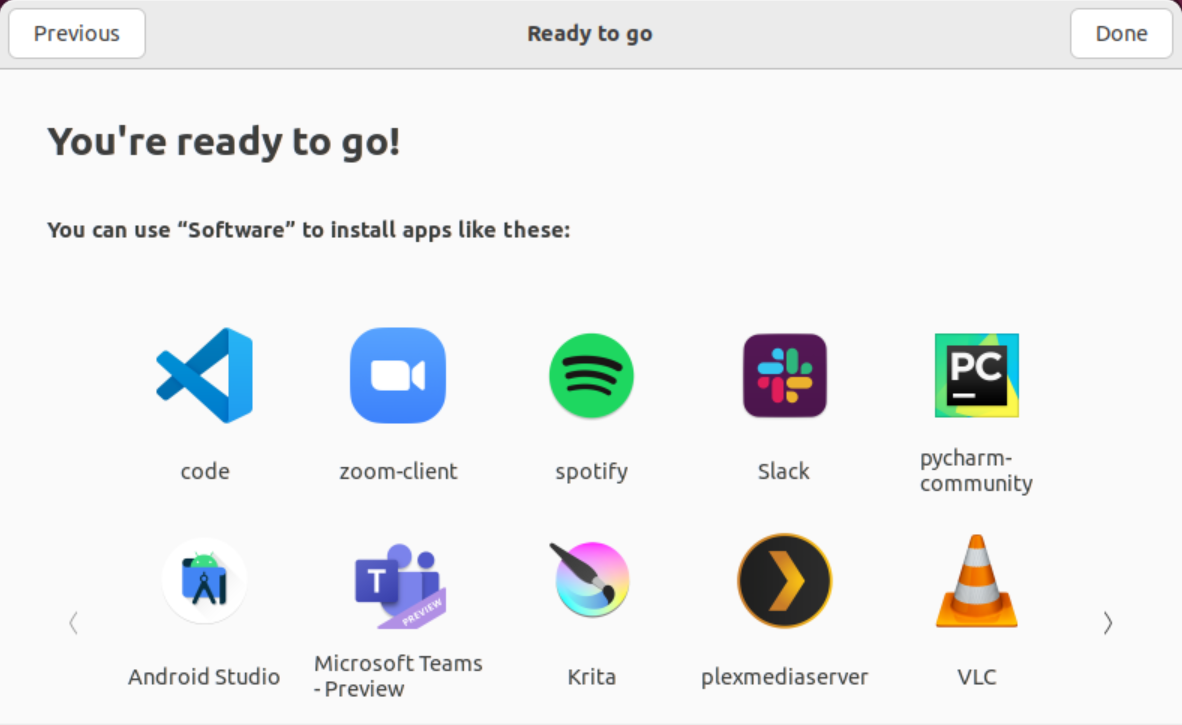 Previous
Ready to go
Done
You're ready to go!
You can use “Software” to install apps like these:
code
zoom-client
spotify
Slack
PC
pycharm-
community
T
PREVIEW
Android Studio
Microsoft Teams
- Preview
Krita
plexmediaserver
VLC